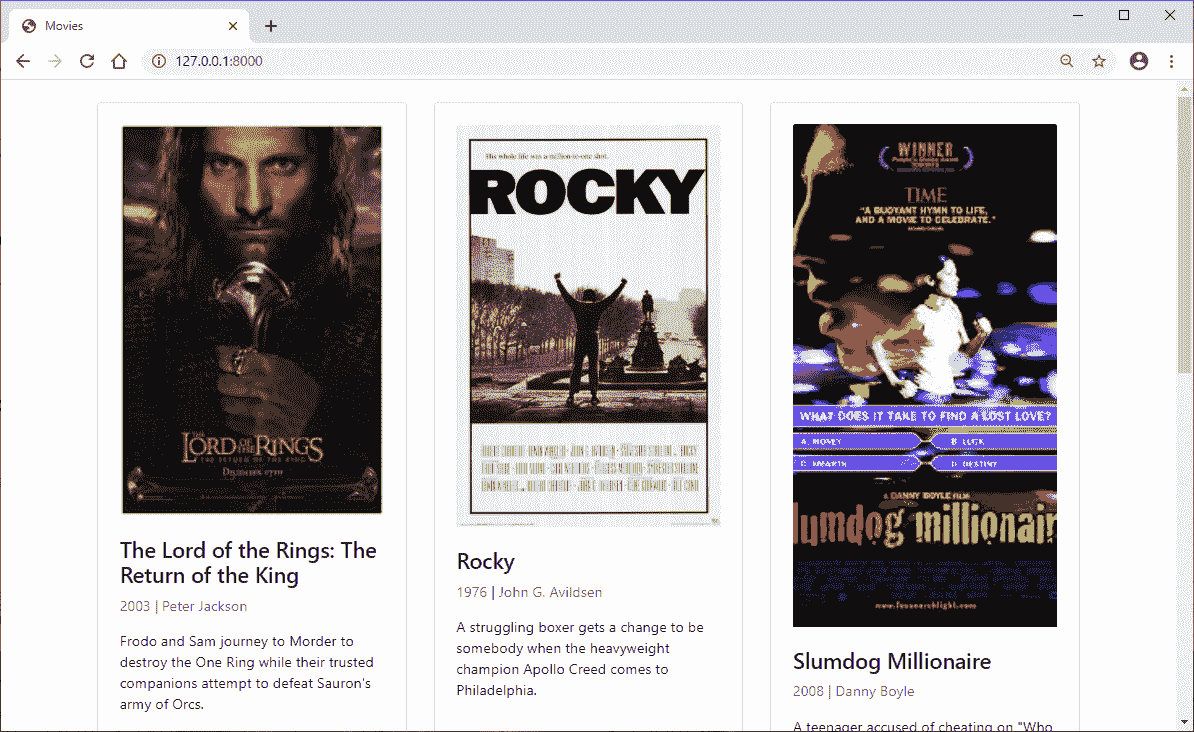 Movies
127.0.0.1:8000
THE LORD OF THE RINGS
THE RETURN OF THE KING
DECEMBER 17TH
The Lord of the Rings: The
Return of the King
2003 | Peter Jackson
Frodo and Sam journey to Morder to
destroy the One Ring while their trusted
companions attempt to defeat Sauron's
army of Orcs.
His whole life was a million-to-one shot.
ROCKY
Rocky
1976 | John G. Avildsen
A struggling boxer gets a change to be
somebody when the heavyweight
champion Apollo Creed comes to
Philadelphia.
WINNER
TIME
"A BUOYANT HYMN TO LIFE,
AND A MOVIE TO CELEBRATE."
WHAT DOES IT TAKE TO FIND A LOST LOVE?
A. MONEY B. LUCK
D. DESTINY
A DANNY BOYLE FILM
slumdog millionaire
www.foxsearchlight.com
Slumdog Millionaire
2008 | Danny Boyle
A teenager accused of cheating on "Who